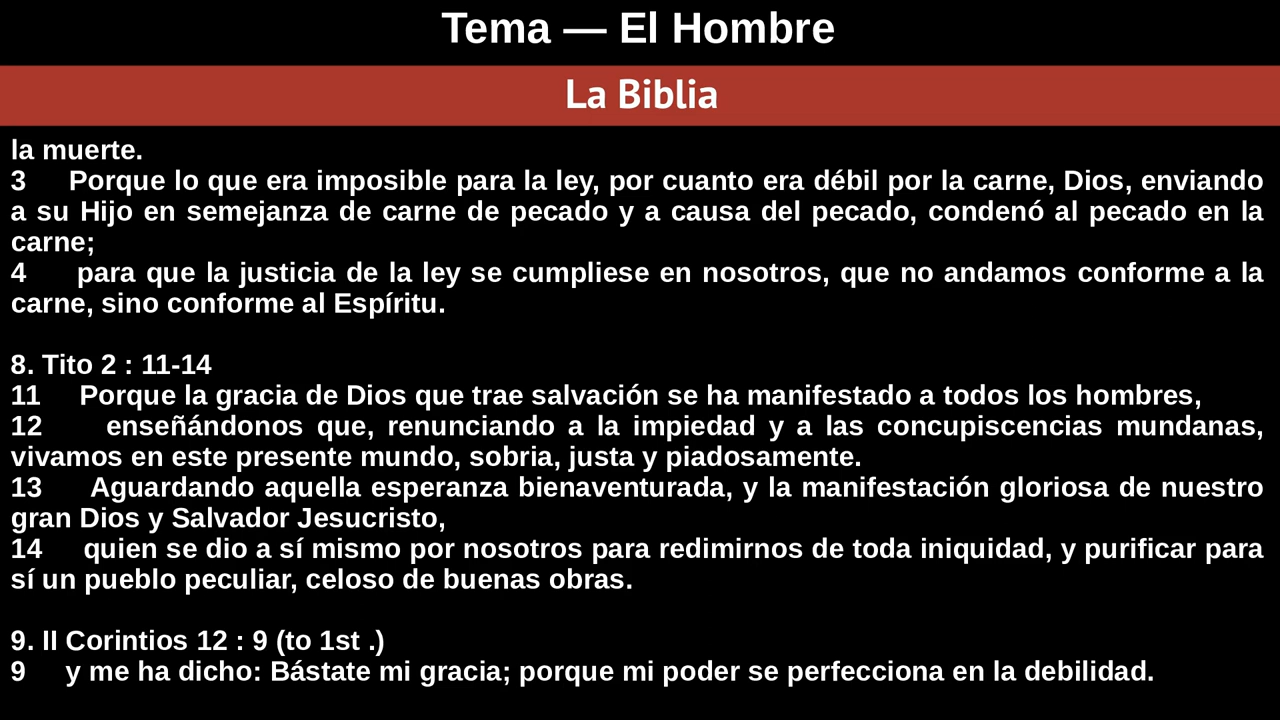 Tema — El Hombre
La Biblia
la muerte.
3 Porque lo que era imposible para la ley, por cuanto era débil por la carne, Dios, enviando
a su Hijo en semejanza de carne de pecado y a causa del pecado, condenó al pecado en la
carne;
4 para que la justicia de la ley se cumpliese en nosotros, que no andamos conforme a la
carne, sino conforme al Espíritu.
8. Tito 2 : 11-14
11 Porque la gracia de Dios que trae salvación se ha manifestado a todos los hombres,
12 enseñándonos que, renunciando a la impiedad y a las concupiscencias mundanas,
vivamos en este presente mundo, sobria, justa y piadosamente.
13 Aguardando aquella esperanza bienaventurada, y la manifestación gloriosa de nuestro
gran Dios y Salvador Jesucristo,
14 quien se dio a sí mismo por nosotros para redimirnos de toda iniquidad, y purificar para
sí un pueblo peculiar, celoso de buenas obras.
9. II Corintios 12 : 9 (to 1st .)
9 y me ha dicho: Bástate mi gracia; porque mi poder se perfecciona en la debilidad.